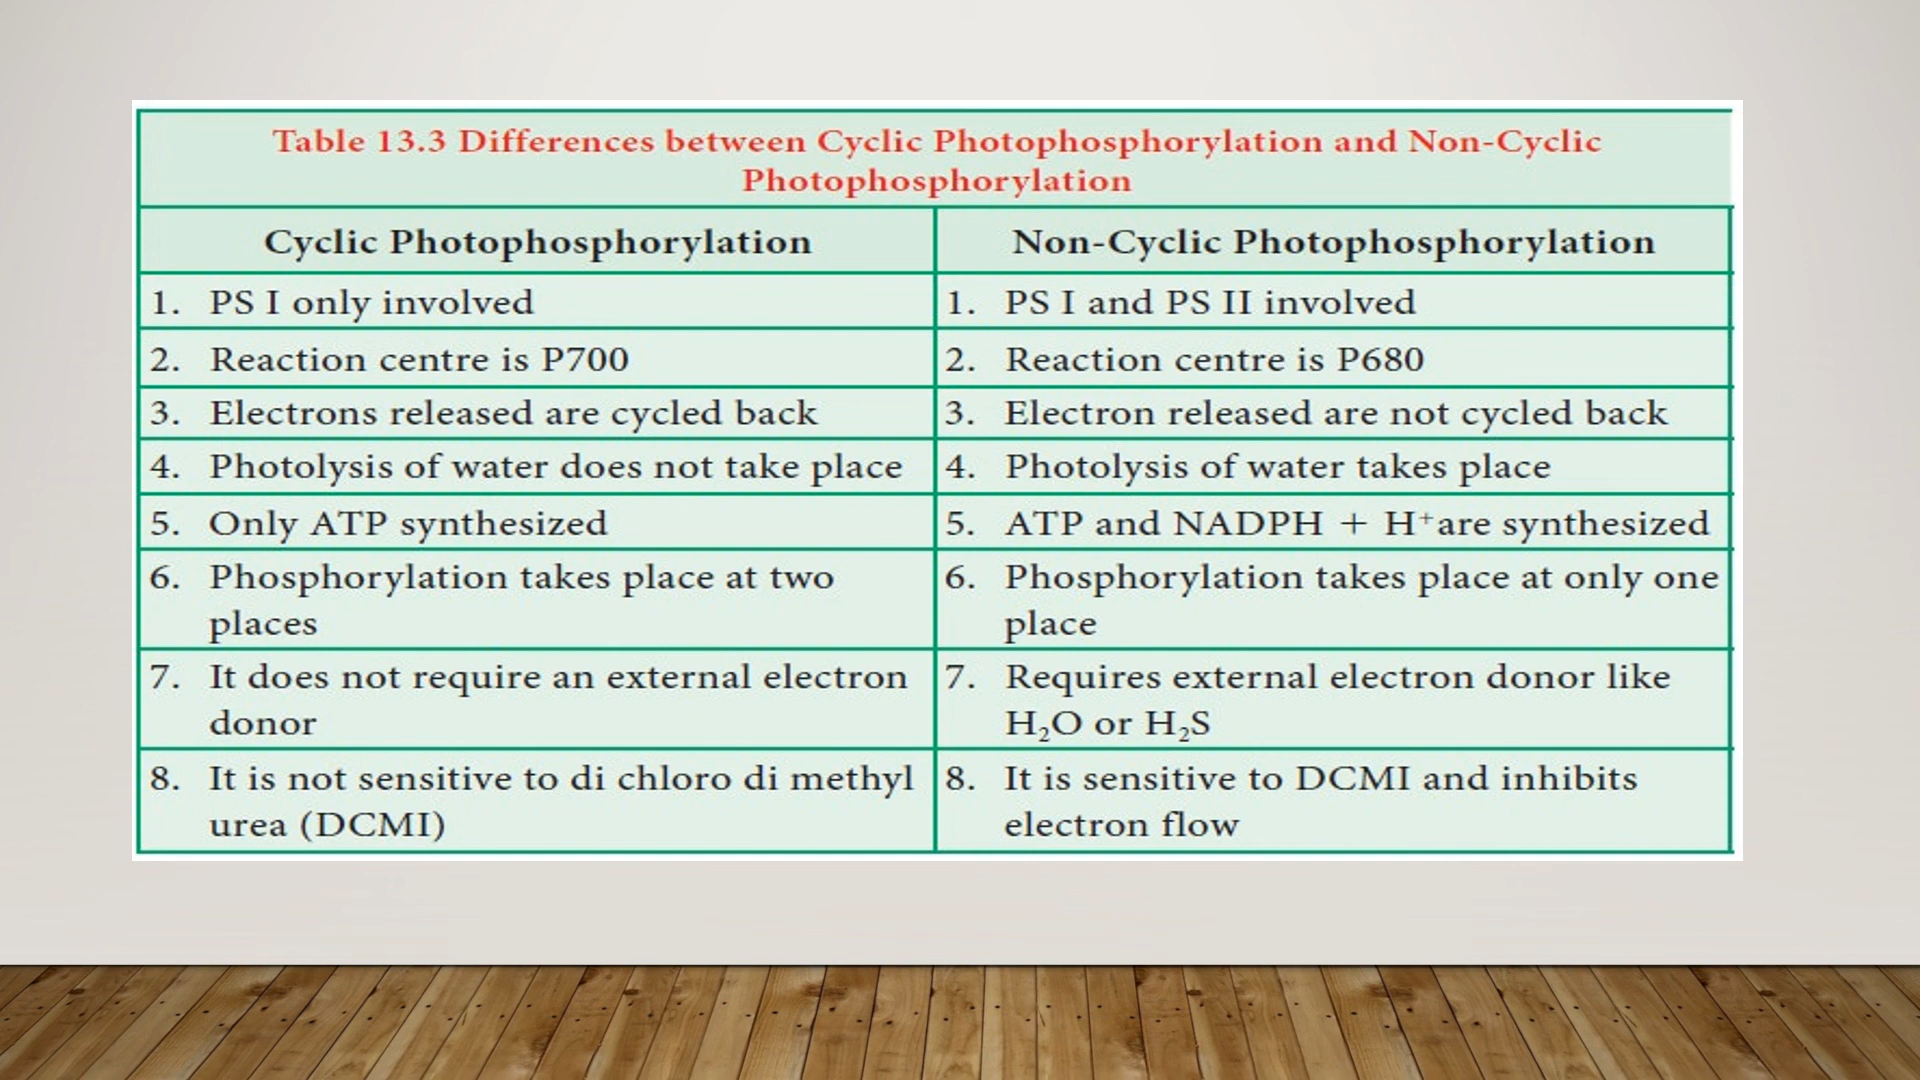 Table 13.3 Differences between Cyclic Photophosphorylation and Non-Cyclic
Photophosphorylation
Cyclic Photophosphorylation
Non-Cyclic Photophosphorylation
1. PS I only involved
1. PS I and PS II involved
2. Reaction centre is P700
2. Reaction centre is P680
3. Electrons released are cycled back
3. Electron released are not cycled back
4. Photolysis of water does not take place
4. Photolysis of water takes place
5. Only ATP synthesized
5. ATP and NADPH + H⁺are synthesized
6. Phosphorylation takes place at two
places
6. Phosphorylation takes place at only one
place
7. It does not require an external electron
donor
7. Requires external electron donor like
H₂O or H₂S
8. It is not sensitive to di chloro di methyl
urea (DCMI)
8. It is sensitive to DCMI and inhibits
electron flow